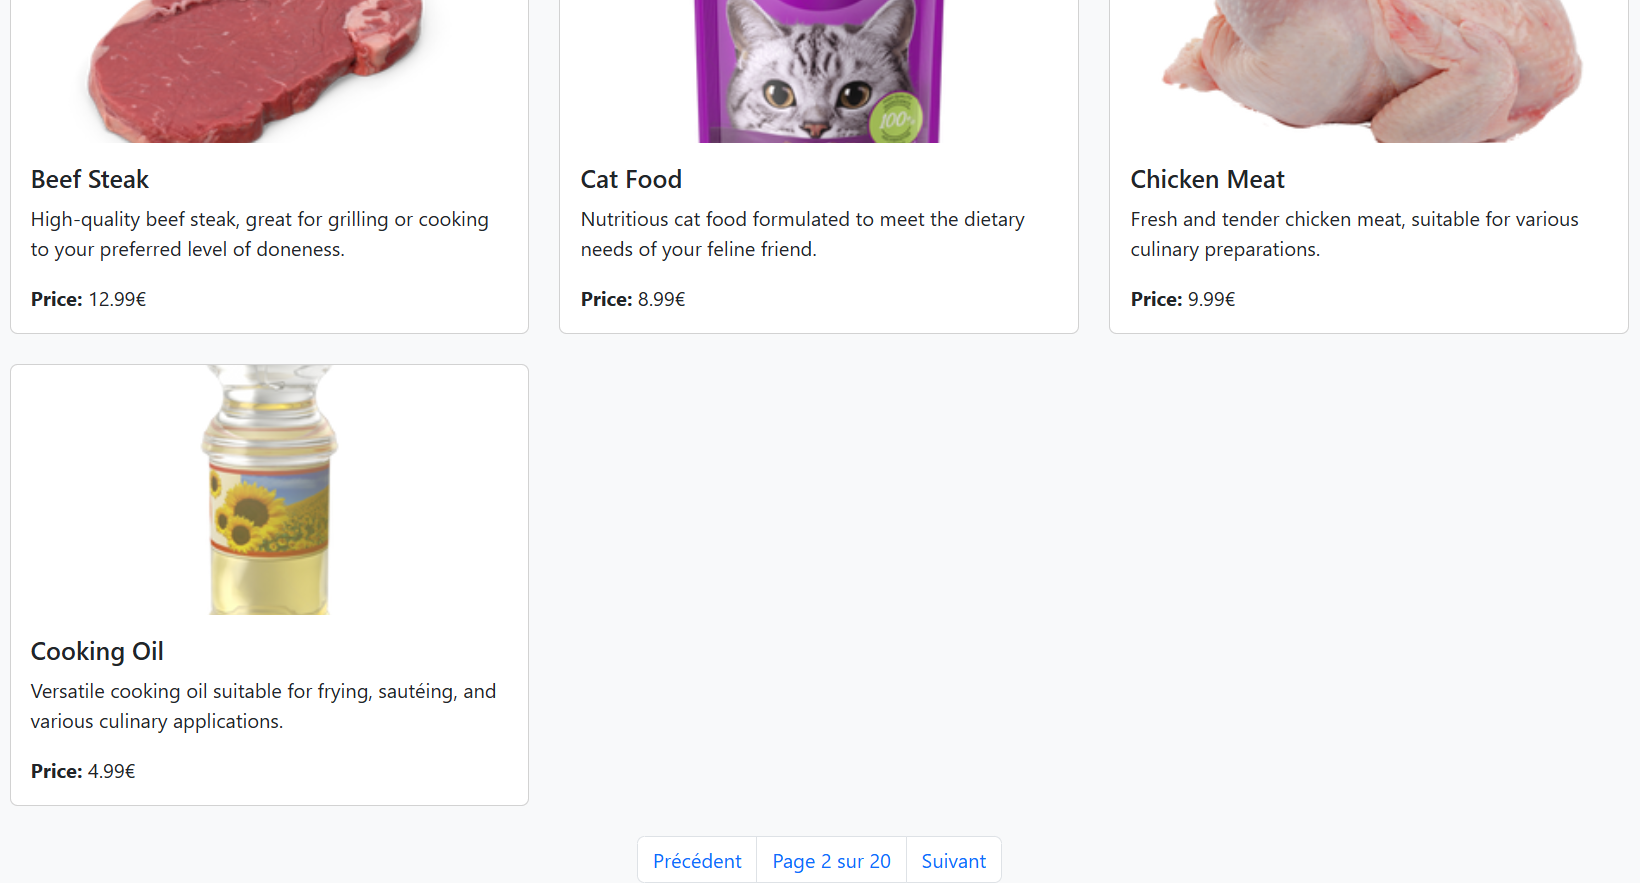 100%
Beef Steak
High-quality beef steak, great for grilling or cooking
to your preferred level of doneness.
Price: 12.99€
Cat Food
Nutritious cat food formulated to meet the dietary
needs of your feline friend.
Price: 8.99€
Chicken Meat
Fresh and tender chicken meat, suitable for various
culinary preparations.
Price: 9.99€
Cooking Oil
Versatile cooking oil suitable for frying, sautéing, and
various culinary applications.
Price: 4.99€
Précédent
Page 2 sur 20
Suivant